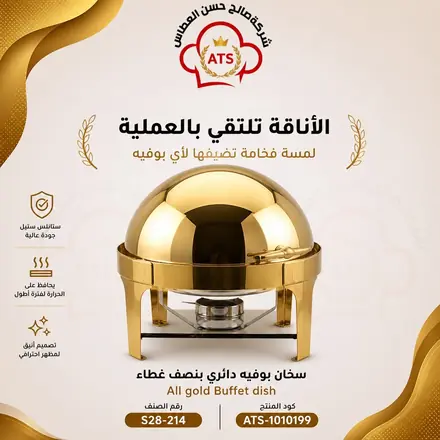 شركة صالح حسن العطاس
ATS
الأناقة تلتقي بالعملية
لمسة فخامة تضيفها لأي بوفيه
ستانلس ستيل
جودة عالية
يحافظ على
الحرارة لفترة أطول
تصميم أنيق
لمظهر احترافي
سخان بوفيه دائري بنصف غطاء
All gold Buffet dish
كود المنتج
ATS-1010199
رقم الصنف
S28-214